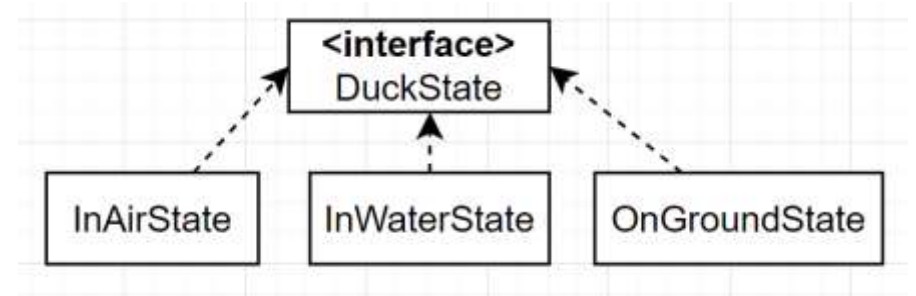 <interface>
DuckState
InAirState
InWaterState
OnGroundState